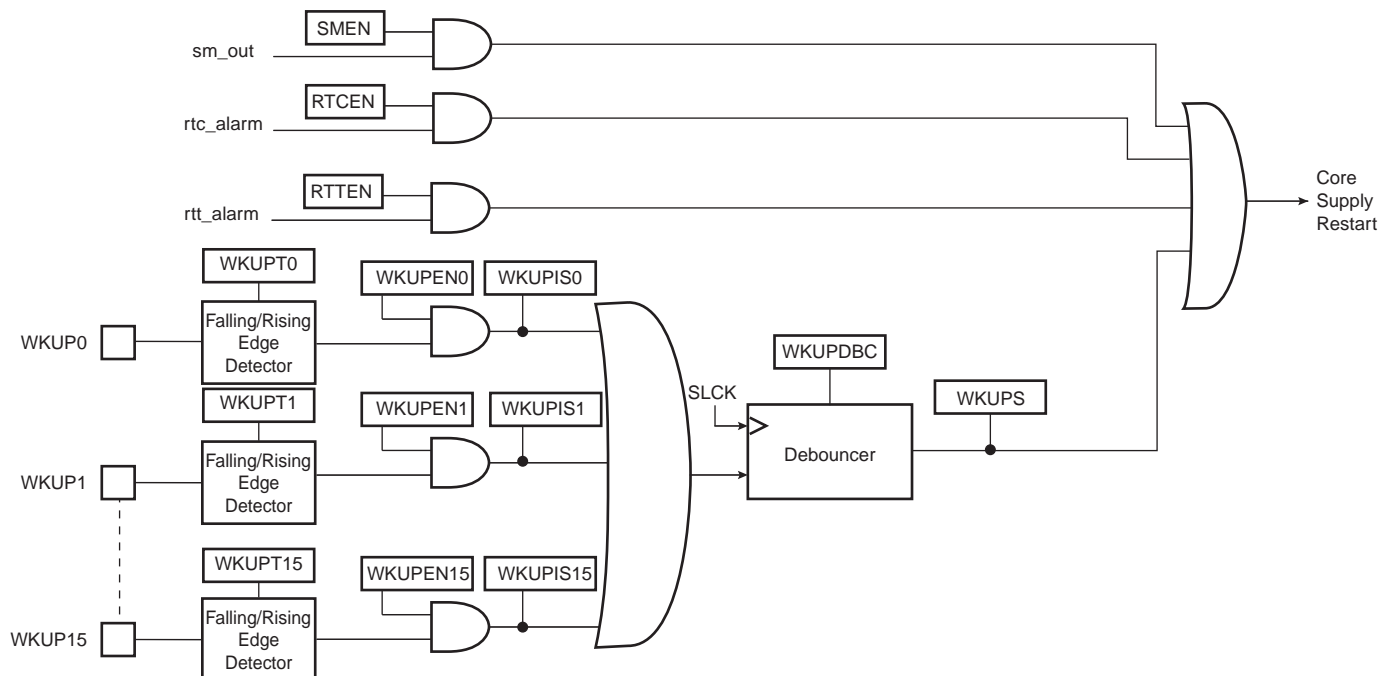 SMEN
sm_out
RTCEN
rtc_alarm
RTTEN
rtt_alarm
Core
Supply
Restart
WKUPT0
WKUPEN0
WKUPIS0
Falling/Rising
Edge
Detector
WKUP0
WKUPDBC
WKUPT1
WKUPEN1
WKUPIS1
SLCK
WKUPS
Falling/Rising
Edge
Detector
Debouncer
WKUP1
WKUPT15
WKUPEN15
WKUPIS15
Falling/Rising
Edge
Detector
WKUP15